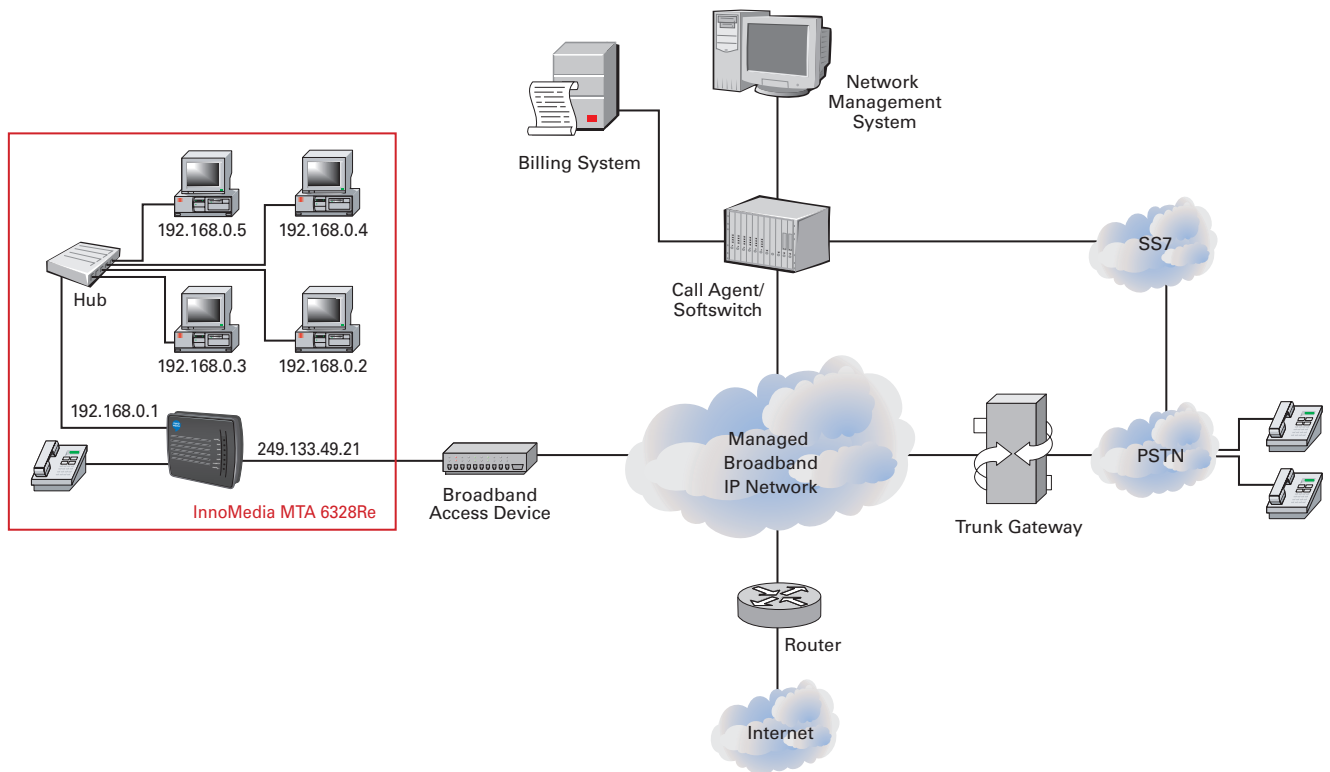 Network
Management
System
Billing System
192.168.0.5
192.168.0.4
Hub
192.168.0.3
192.168.0.2
192.168.0.1
249.133.49.21
InnoMedia MTA 6328Re
Broadband
Access Device
Call Agent/
Softswitch
SS7
Managed
Broadband
IP Network
Trunk Gateway
PSTN
Router
Internet